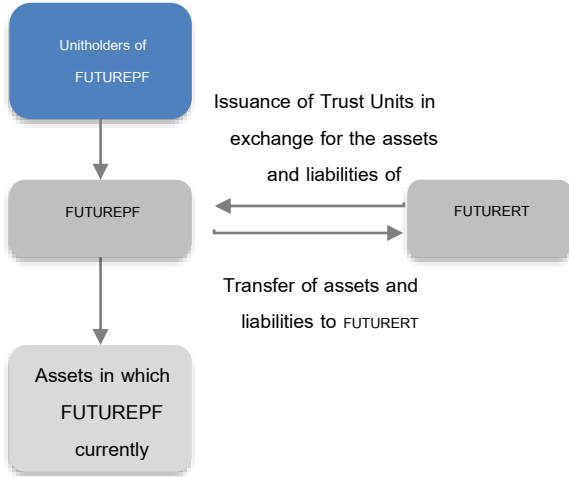 Unitholders of
FUTUREPF
Issuance of Trust Units in
exchange for the assets
and liabilities of
FUTUREPF
FUTURERT
Transfer of assets and
liabilities to FUTURERT
Assets in which
FUTUREPF
currently